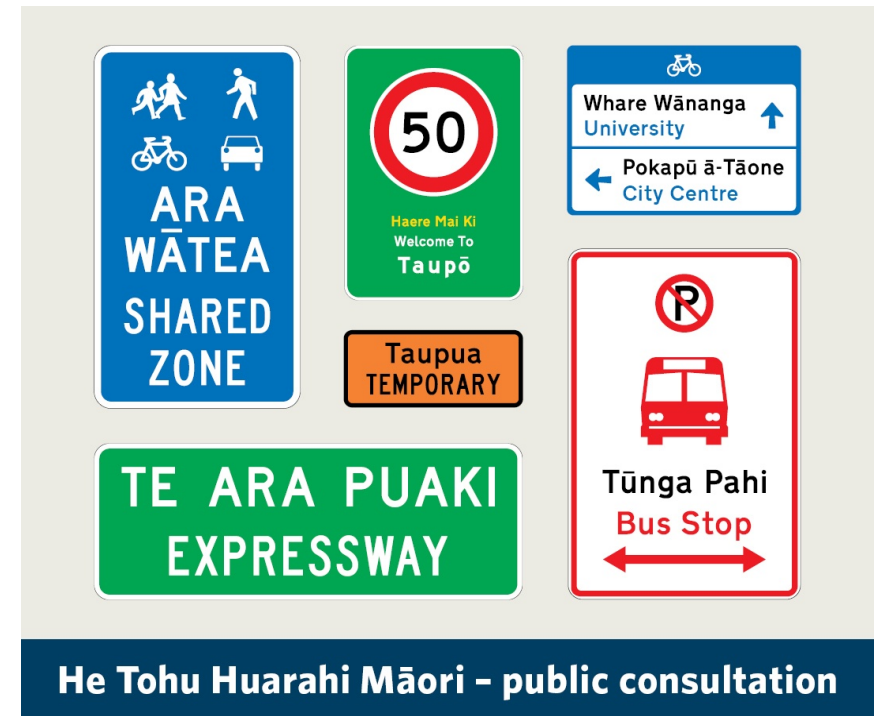 ARA
WĀTEA
SHARED
ZONE
50
Haere Mai Ki
Welcome To
Taupō
Whare Wānanga
University
Pokapū ā-Tāone
City Centre
Taupua
TEMPORARY
P
Tūnga Pahi
Bus Stop
TE ARA PUAKI
EXPRESSWAY
He Tohu Huarahi Māori – public consultation